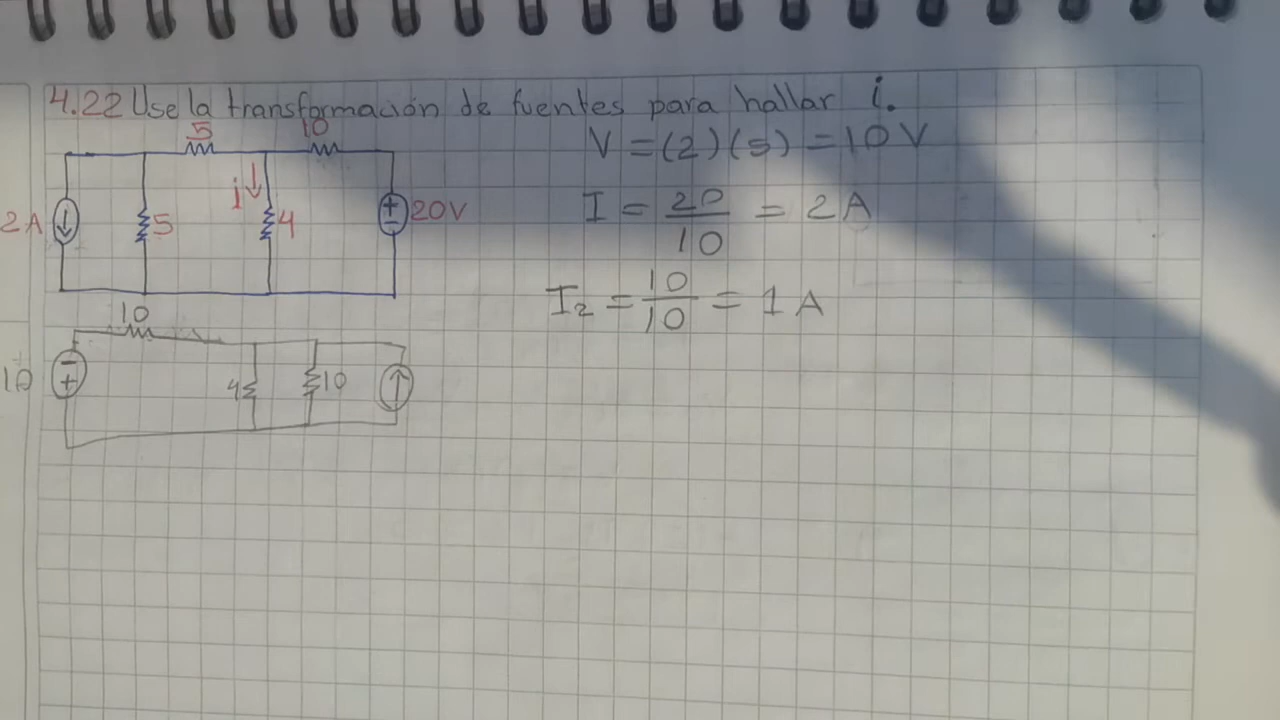 4.22 Use la transformación de fuentes para hallar i.
5 10
V = (2)(5) = 10 V
2 A 5 i 4 + - 20V
I = 20/10 = 2 A
I2 = 10/10 = 1 A
10
10 - + 4 10